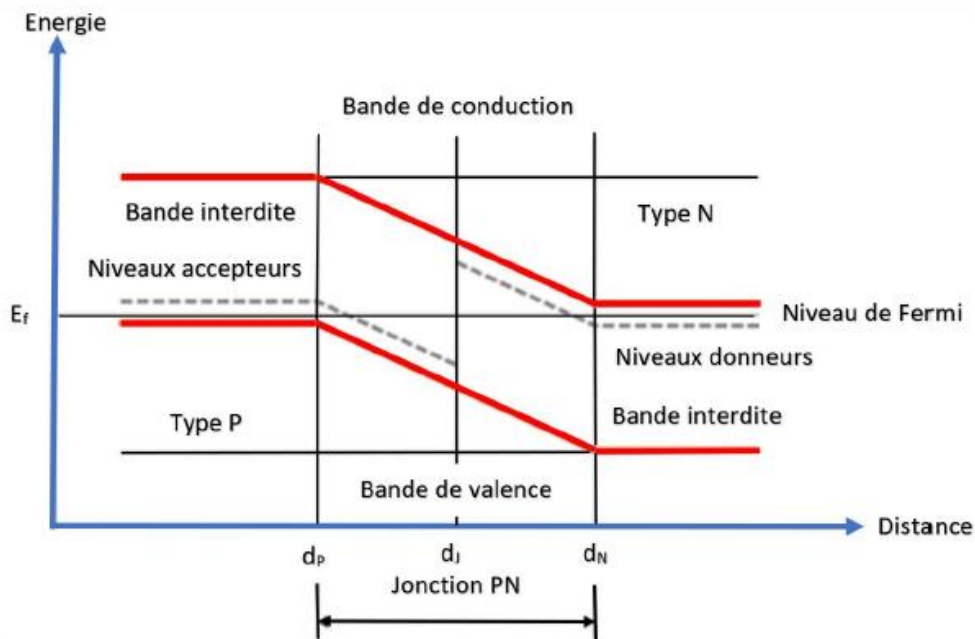 Energie
Bande de conduction
Bande interdite
Type N
Niveaux accepteurs
Ef
Niveau de Fermi
Niveaux donneurs
Type P
Bande interdite
Bande de valence
Distance
dP
dJ
dN
Jonction PN